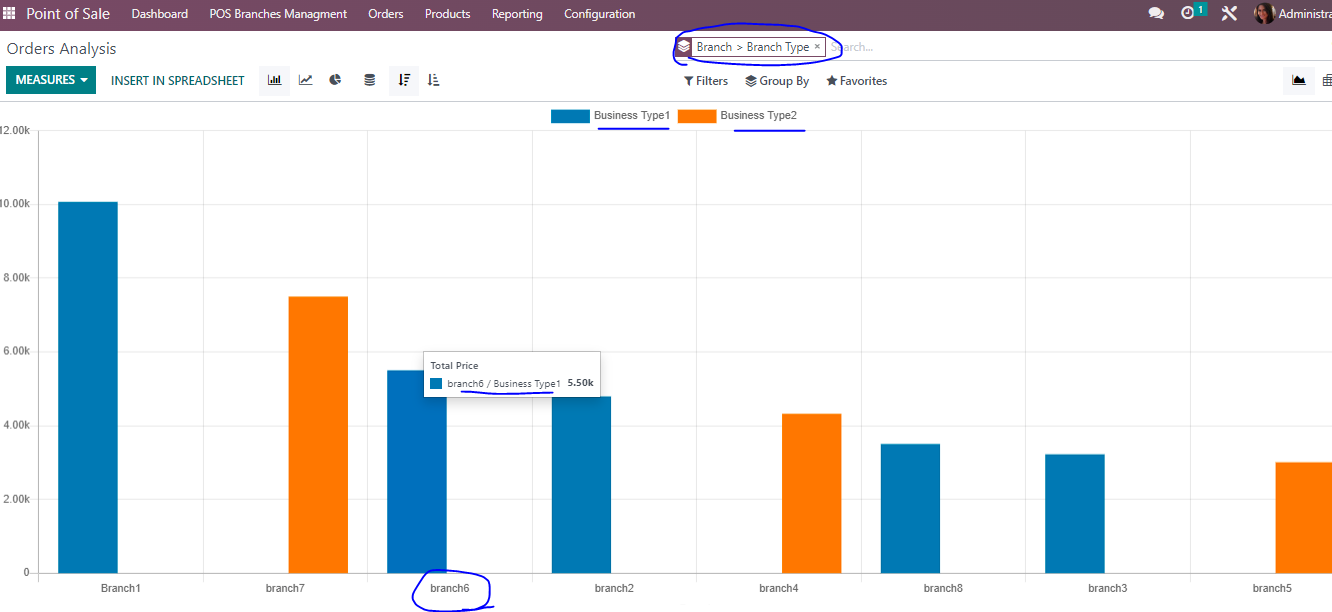 Point of Sale Dashboard POS Branches Managment Orders Products Reporting Configuration 1 Administra
Orders Analysis
Branch > Branch Type × Search...
MEASURES INSERT IN SPREADSHEET Filters Group By Favorites
Business Type1 Business Type2
12.00k
10.00k
8.00k
6.00k
Total Price
branch6 / Business Type1 5.50k
4.00k
2.00k
0
Branch1 branch7 branch6 branch2 branch4 branch8 branch3 branch5